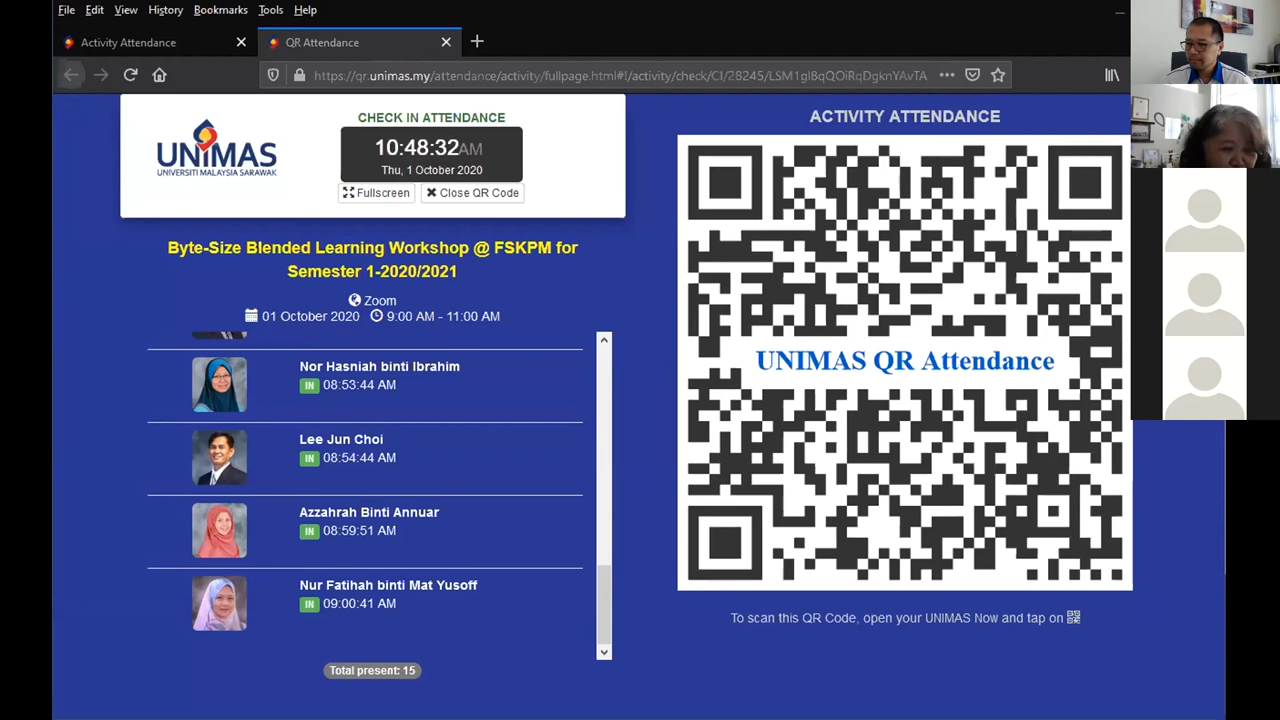 File Edit View History Bookmarks Tools Help
Activity Attendance
QR Attendance
https://qr.unimas.my/attendance/activity/fullpage.html#!/activity/check/CI/28245/LSM1gl8qQOiRqDgknYAvTA
UNIMAS
UNIVERSITI MALAYSIA SARAWAK
CHECK IN ATTENDANCE
10:48:32AM
Thu, 1 October 2020
Fullscreen
Close QR Code
Byte-Size Blended Learning Workshop @ FSKPM for
Semester 1-2020/2021
Zoom
01 October 2020 9:00 AM - 11:00 AM
Nor Hasniah binti Ibrahim
IN 08:53:44 AM
Lee Jun Choi
IN 08:54:44 AM
Azzahrah Binti Annuar
IN 08:59:51 AM
Nur Fatihah binti Mat Yusoff
IN 09:00:41 AM
Total present: 15
ACTIVITY ATTENDANCE
UNIMAS QR Attendance
To scan this QR Code, open your UNIMAS Now and tap on